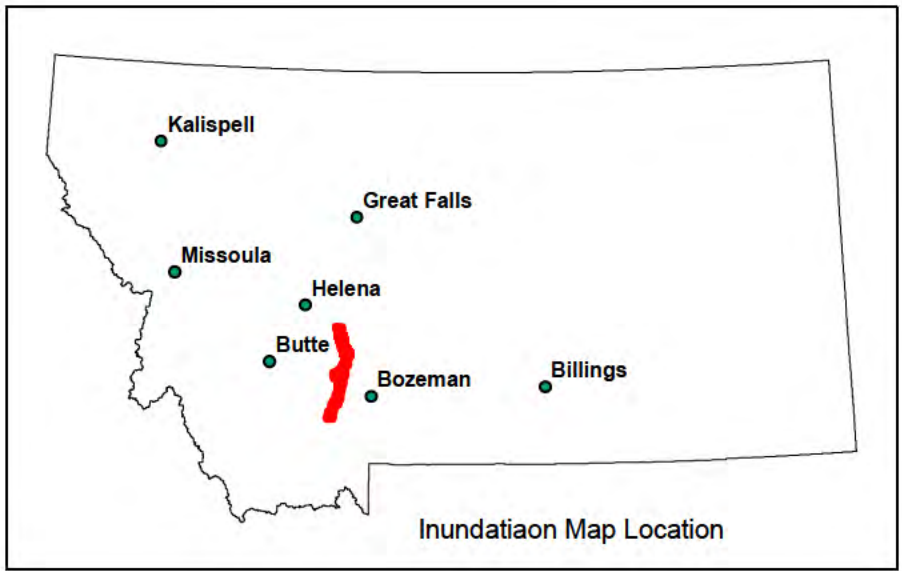 Kalispell
Great Falls
Missoula
Helena
Butte
Bozeman
Billings
Inundatiaon Map Location